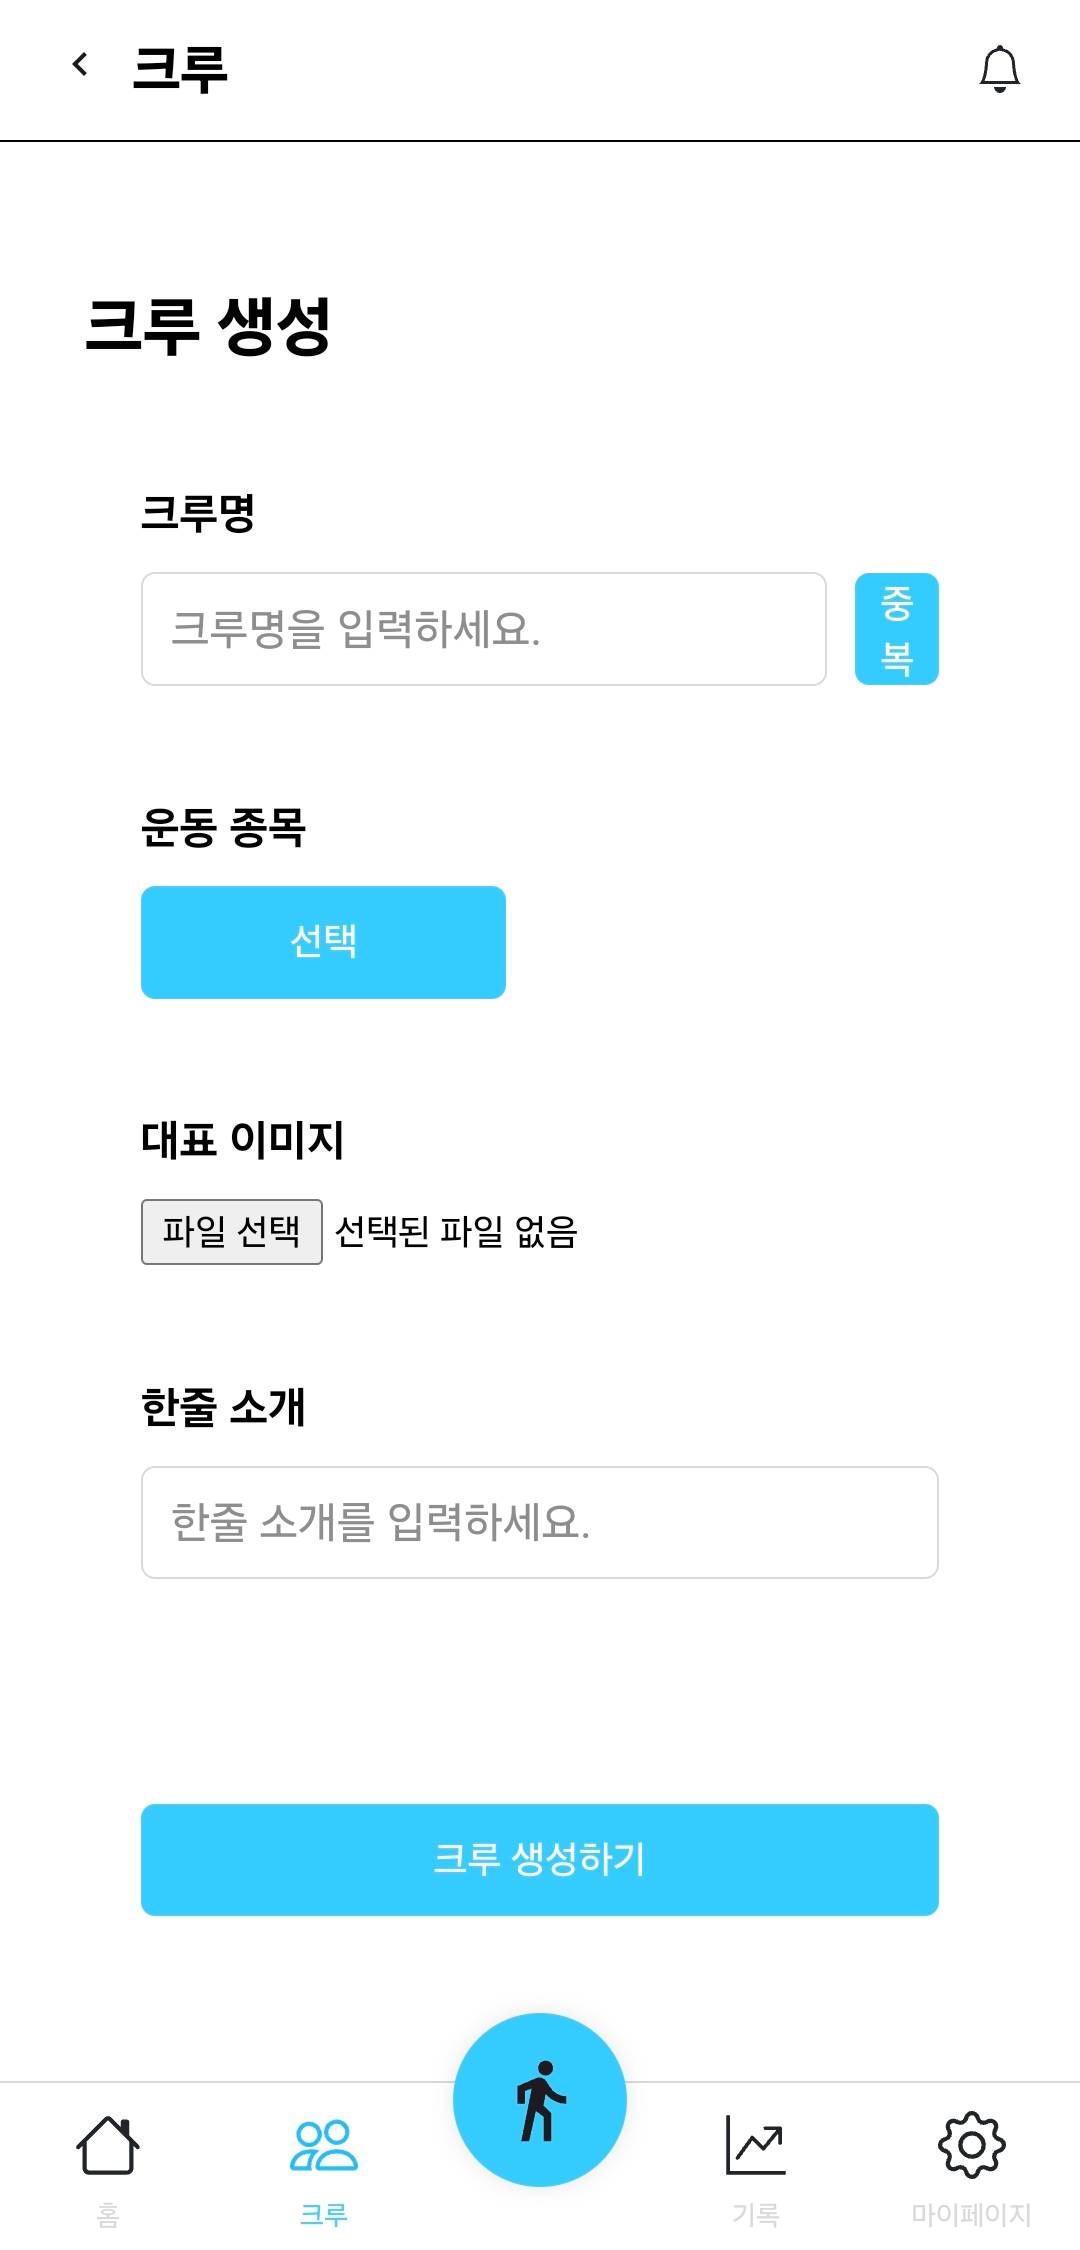 크루
크루 생성
크루명
크루명을 입력하세요.
중
복
운동 종목
선택
대표 이미지
파일 선택 선택된 파일 없음
한줄 소개
한줄 소개를 입력하세요.
크루 생성하기
홈 크루 기록 마이페이지